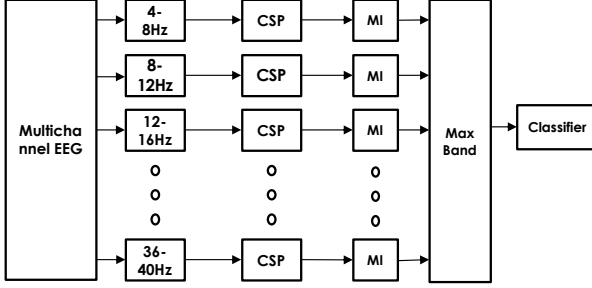 Multicha
nnel EEG
4-
8Hz
CSP
MI
8-
12Hz
CSP
MI
12-
16Hz
CSP
MI
36-
40Hz
CSP
MI
Max
Band
Classifier